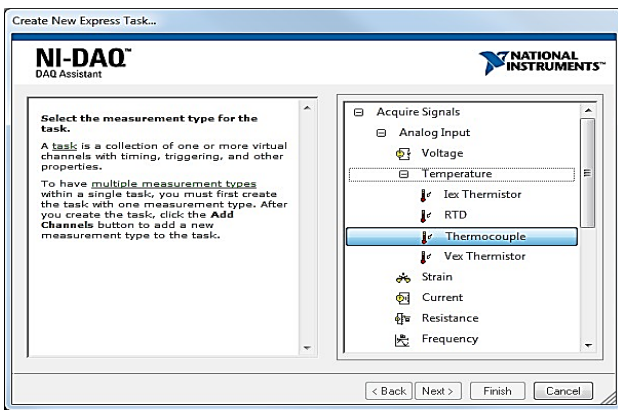 Create New Express Task...
NI-DAQ™
DAQ Assistant
NATIONAL
INSTRUMENTS™
Select the measurement type for the
task.
A task is a collection of one or more virtual
channels with timing, triggering, and other
properties.
To have multiple measurement types
within a single task, you must first create
the task with one measurement type. After
you create the task, click the Add
Channels button to add a new
measurement type to the task.
Acquire Signals
Analog Input
Voltage
Temperature
Iex Thermistor
RTD
Thermocouple
Vex Thermistor
Strain
Current
Resistance
Frequency
< Back
Next >
Finish
Cancel